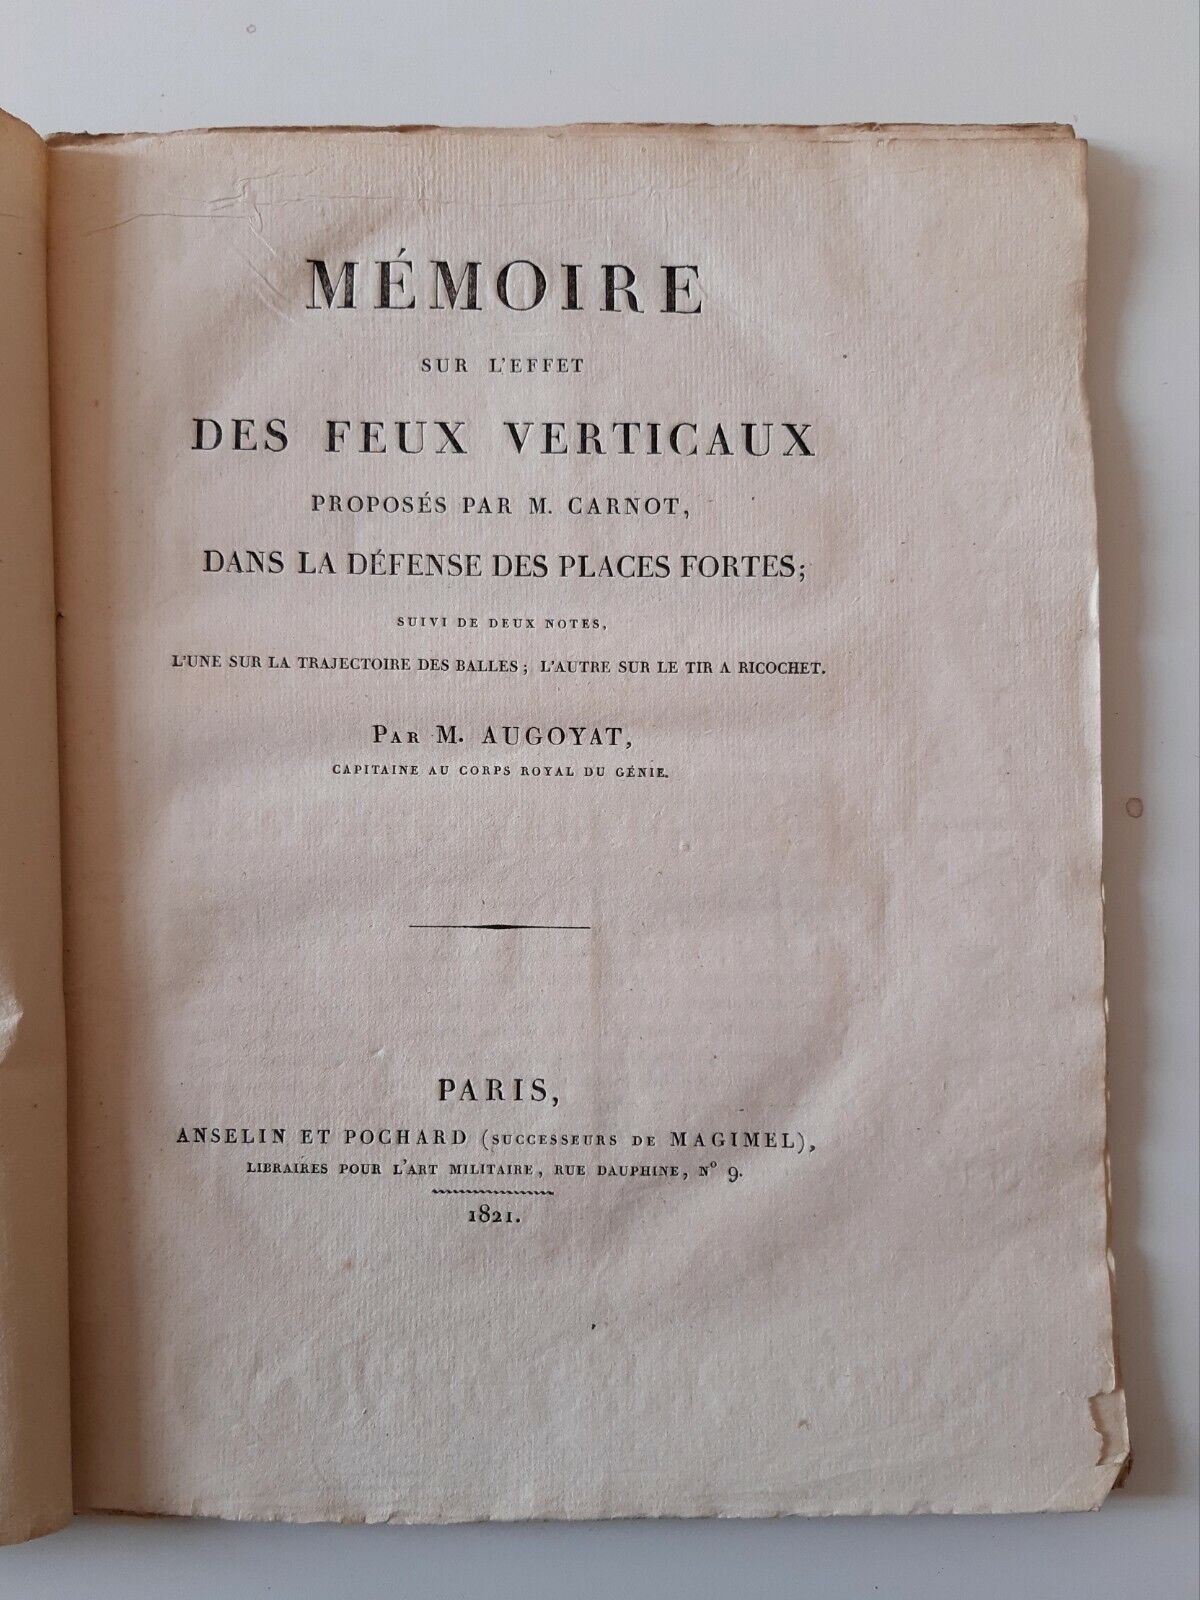 MÉMOIRE
SUR L'EFFET
DES FEUX VERTICAUX
PROPOSÉS PAR M. CARNOT,
DANS LA DÉFENSE DES PLACES FORTES;
SUIVI DE DEUX NOTES,
L'UNE SUR LA TRAJECTOIRE DES BALLES; L'AUTRE SUR LE TIR A RICOCHET.
PAR M. AUGOYAT,
CAPITAINE AU CORPS ROYAL DU GÉNIE.
PARIS,
ANSELIN ET POCHARD (SUCCESSEURS DE MAGIMEL),
LIBRAIRES POUR L'ART MILITAIRE, RUE DAUPHINE, Nº 9.
1821.